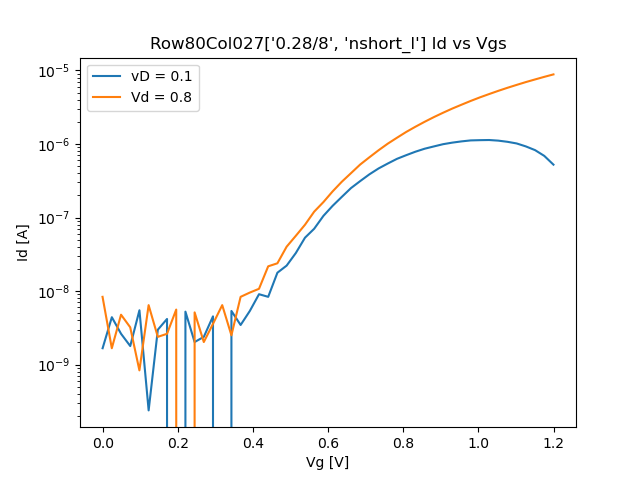 Row80Col027['0.28/8', 'nshort_l'] Id vs Vgs
vD = 0.1
Vd = 0.8
Id [A]
10⁻⁵
10⁻⁶
10⁻⁷
10⁻⁸
10⁻⁹
0.0 0.2 0.4 0.6 0.8 1.0 1.2
Vg [V]